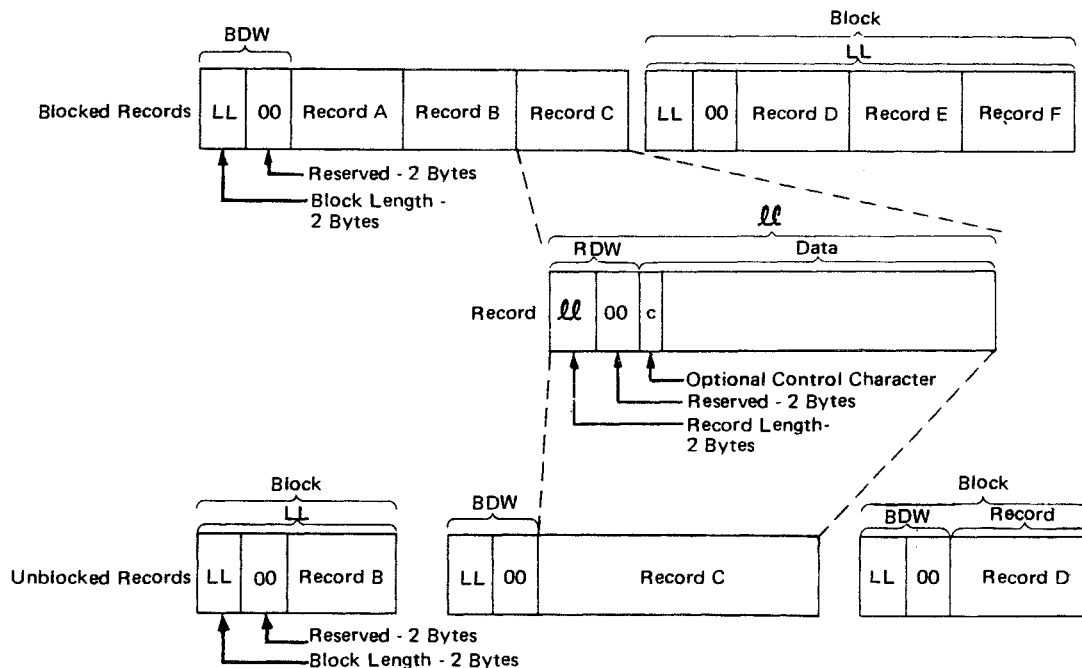 Block
BDW
LL
Blocked Records
LL 00 Record A Record B Record C
LL 00 Record D Record E Record F
Reserved - 2 Bytes
Block Length -
2 Bytes
ll
RDW Data
Record
ll 00 c
Optional Control Character
Reserved - 2 Bytes
Record Length-
2 Bytes
Block
LL
BDW
Block
BDW Record
Unblocked Records
LL 00 Record B
LL 00 Record C
LL 00 Record D
Reserved - 2 Bytes
Block Length - 2 Bytes